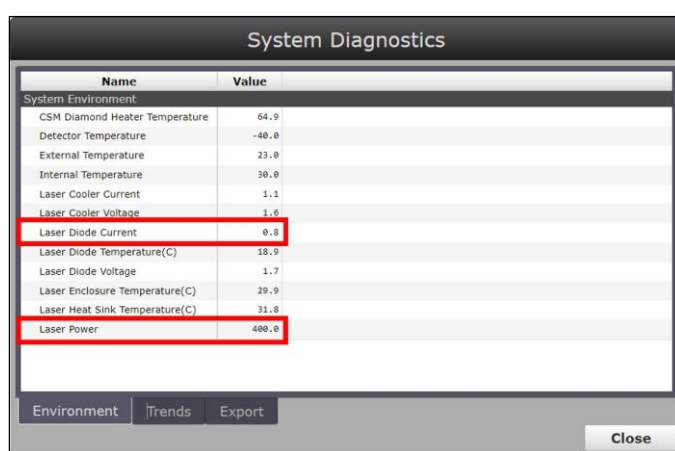 System Diagnostics
Name Value
System Environment
CSM Diamond Heater Temperature 64.9
Detector Temperature -40.0
External Temperature 23.0
Internal Temperature 30.0
Laser Cooler Current 1.1
Laser Cooler Voltage 1.6
Laser Diode Current 0.8
Laser Diode Temperature(C) 18.9
Laser Diode Voltage 1.7
Laser Enclosure Temperature(C) 29.9
Laser Heat Sink Temperature(C) 31.8
Laser Power 400.0
Environment Trends Export
Close